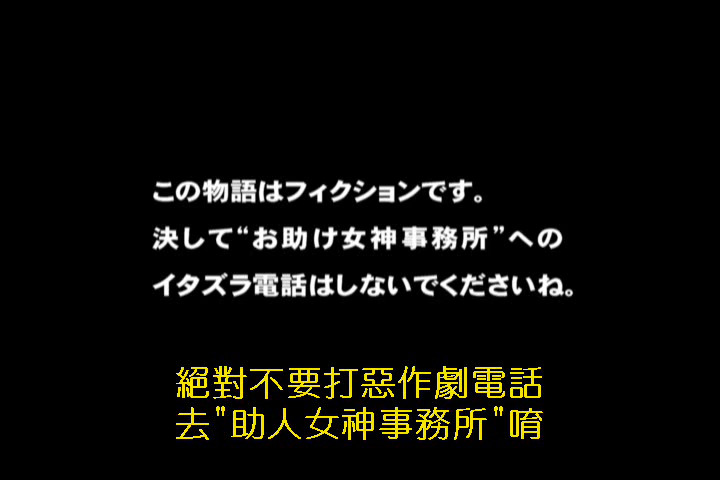 この物語はフィクションです。
決して“お助け女神事務所”への
イタズラ電話はしないでくださいね。
絕對不要打惡作劇電話
去"助人女神事務所"唷